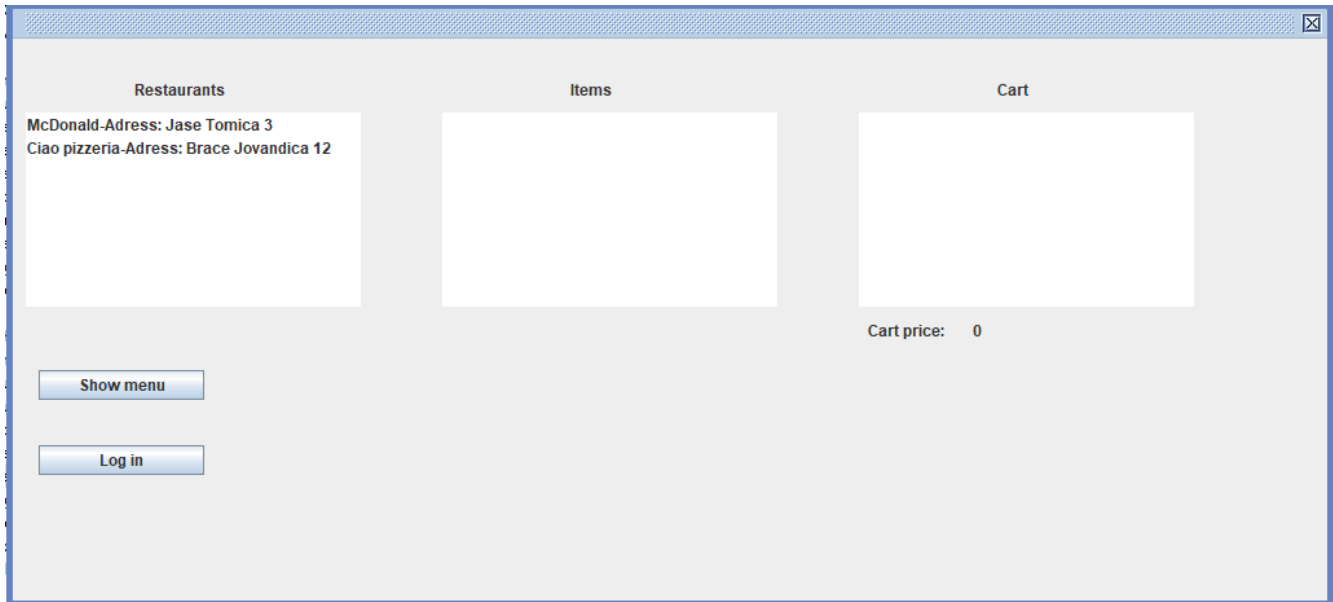 Restaurants
Items
Cart
McDonald-Adress: Jase Tomica 3
Ciao pizzeria-Adress: Brace Jovandica 12
Cart price: 0
Show menu
Log in